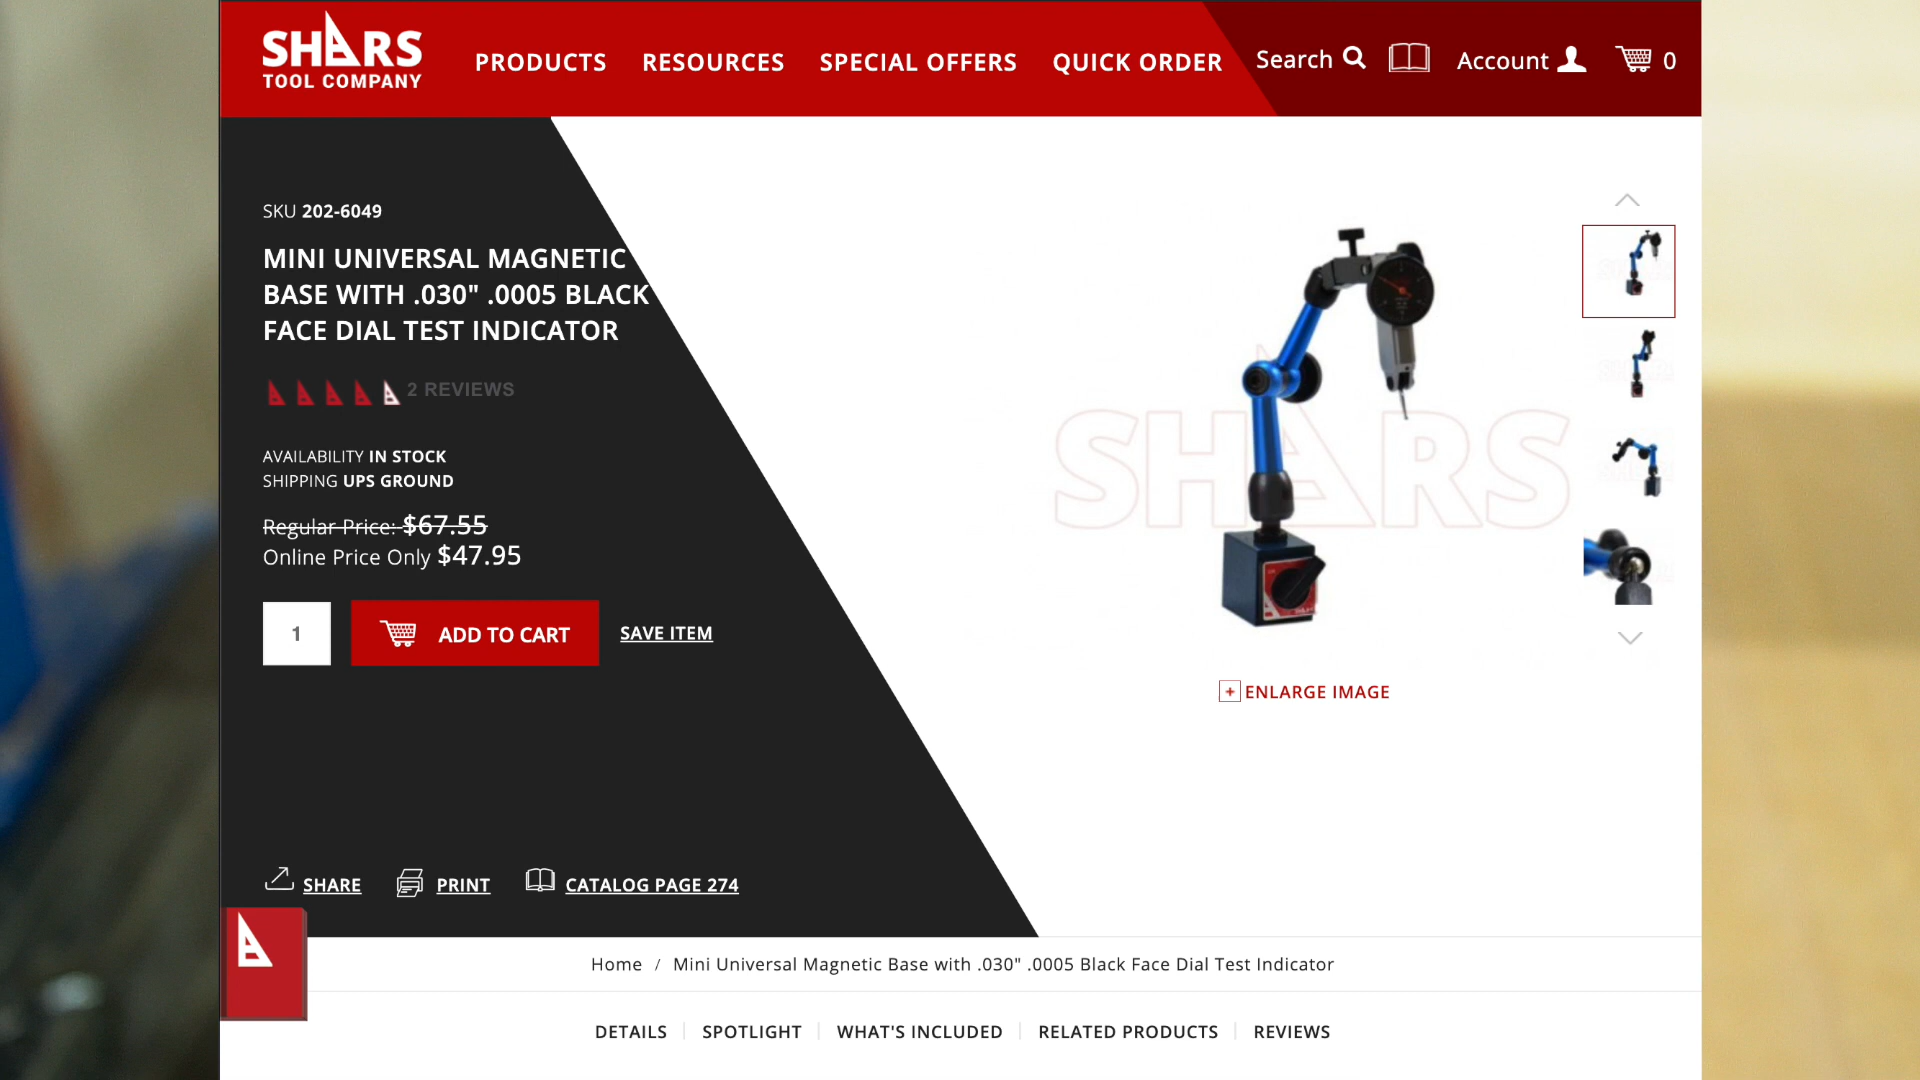 SHARS
TOOL COMPANY
PRODUCTS
RESOURCES
SPECIAL OFFERS
QUICK ORDER
Search
Account
0
SKU 202-6049
MINI UNIVERSAL MAGNETIC
BASE WITH .030" .0005 BLACK
FACE DIAL TEST INDICATOR
2 REVIEWS
AVAILABILITY IN STOCK
SHIPPING UPS GROUND
Regular Price: $67.55
Online Price Only $47.95
1
ADD TO CART
SAVE ITEM
SHARS
+ ENLARGE IMAGE
SHARE
PRINT
CATALOG PAGE 274
Home / Mini Universal Magnetic Base with .030" .0005 Black Face Dial Test Indicator
DETAILS
SPOTLIGHT
WHAT'S INCLUDED
RELATED PRODUCTS
REVIEWS